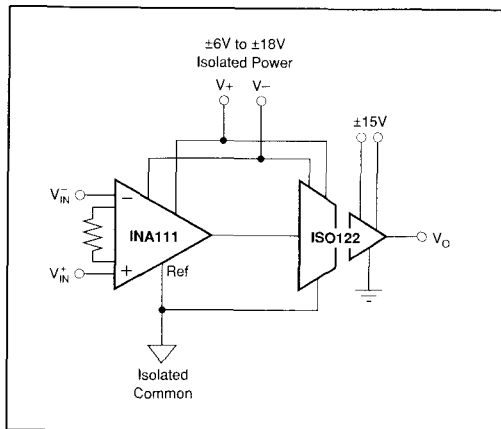 ±6V to ±18V
Isolated Power
V+ V−
±15V
V−IN
INA111
ISO122
VO
V+IN
Ref
Isolated
Common
− 
+